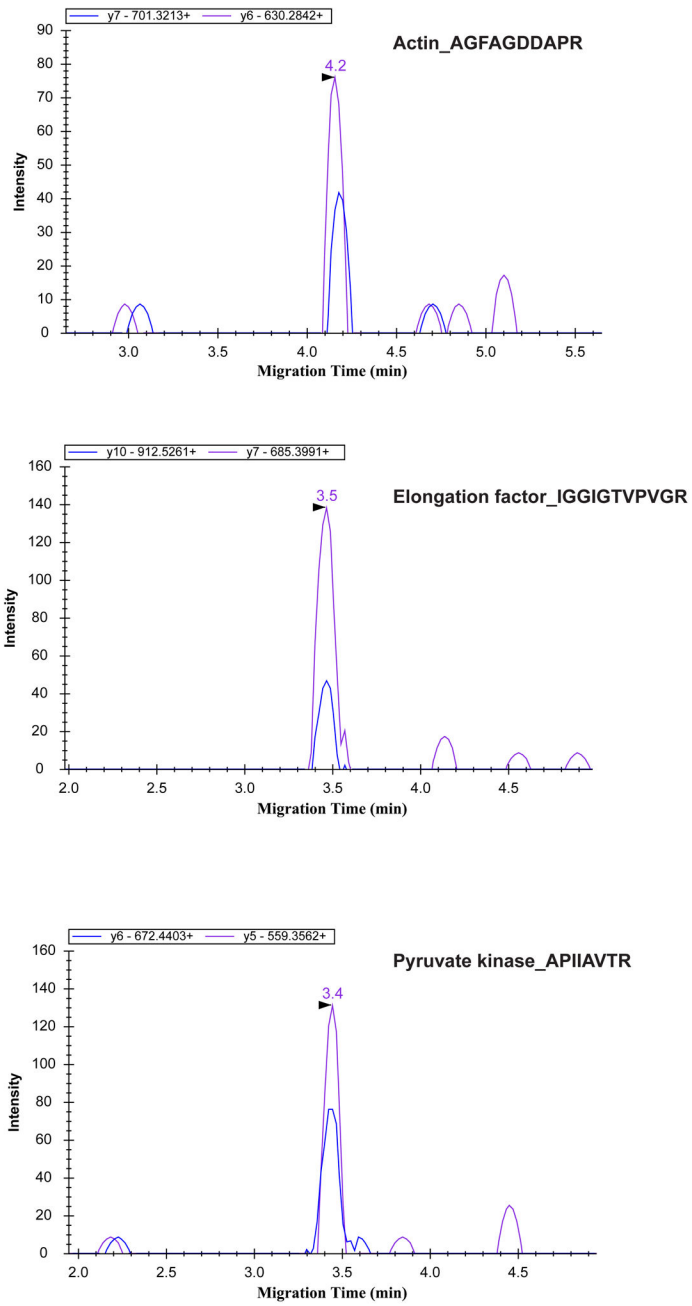 y7 - 701.3213+ y6 - 630.2842+
Actin_AGFAGDDAPR
4.2
90
80
70
60
50
40
30
20
10
0
Intensity
3.0 3.5 4.0 4.5 5.0 5.5
Migration Time (min)
y10 - 912.5261+ y7 - 685.3991+
Elongation factor_IGGIGTVPVGR
3.5
160
140
120
100
80
60
40
20
0
Intensity
2.0 2.5 3.0 3.5 4.0 4.5
Migration Time (min)
y6 - 672.4403+ y5 - 559.3562+
Pyruvate kinase_APIIAVTR
3.4
160
140
120
100
80
60
40
20
0
Intensity
2.0 2.5 3.0 3.5 4.0 4.5
Migration Time (min)